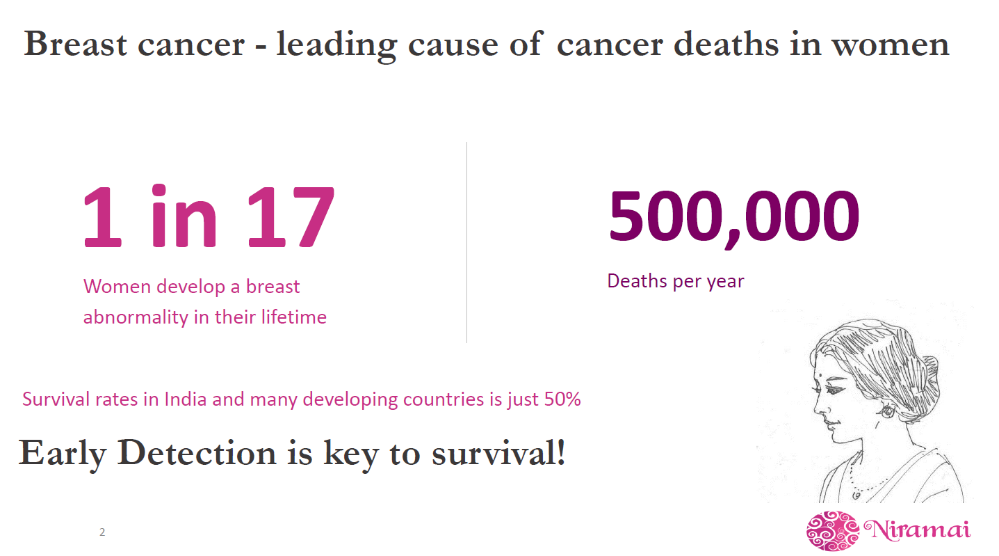 Breast cancer - leading cause of cancer deaths in women
1 in 17
Women develop a breast
abnormality in their lifetime
500,000
Deaths per year
Survival rates in India and many developing countries is just 50%
Early Detection is key to survival!
2
Niramai